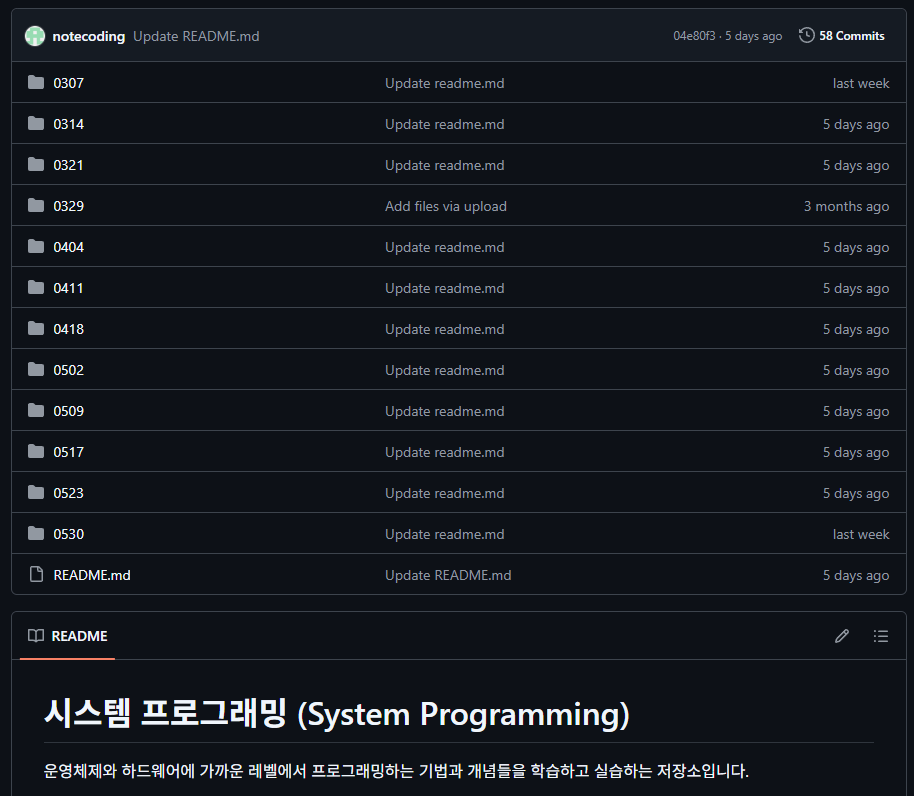 notecoding Update README.md 04e80f3 · 5 days ago 58 Commits
0307 Update readme.md last week
0314 Update readme.md 5 days ago
0321 Update readme.md 5 days ago
0329 Add files via upload 3 months ago
0404 Update readme.md 5 days ago
0411 Update readme.md 5 days ago
0418 Update readme.md 5 days ago
0502 Update readme.md 5 days ago
0509 Update readme.md 5 days ago
0517 Update readme.md 5 days ago
0523 Update readme.md 5 days ago
0530 Update readme.md last week
README.md Update README.md 5 days ago
README
시스템 프로그래밍 (System Programming)
운영체제와 하드웨어에 가까운 레벨에서 프로그래밍하는 기법과 개념들을 학습하고 실습하는 저장소입니다.